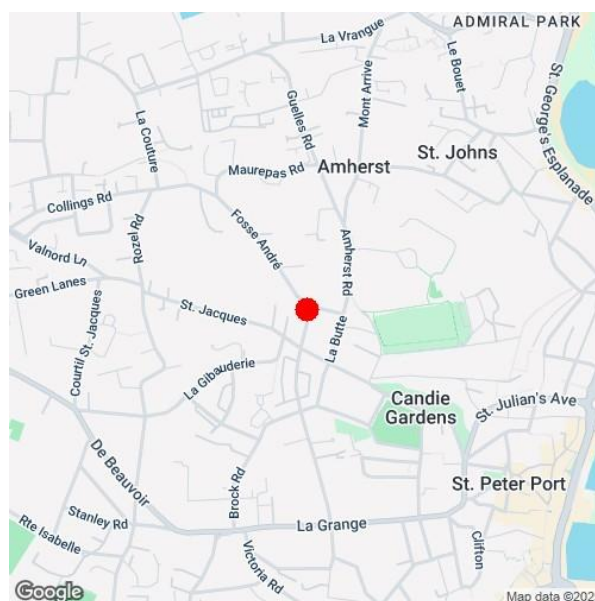 ADMIRAL PARK
La Vrangue
Le Bouet
St. George's Esplanade
Guelles Rd
Mont Arrive
La Couture
St. Johns
Amherst
Maurepas Rd
Collings Rd
Rozel Rd
Fosse André
Amherst Rd
Valnord Ln
Green Lanes
St. Jacques
Courtil St. Jacques
La Butte
La Gibauderie
Candie
Gardens
St. Julian's Ave
De Beauvoir
St. Peter Port
Brock Rd
Stanley Rd
La Grange
Rte Isabelle
Victoria Rd
Clifton
Google
Map data ©202